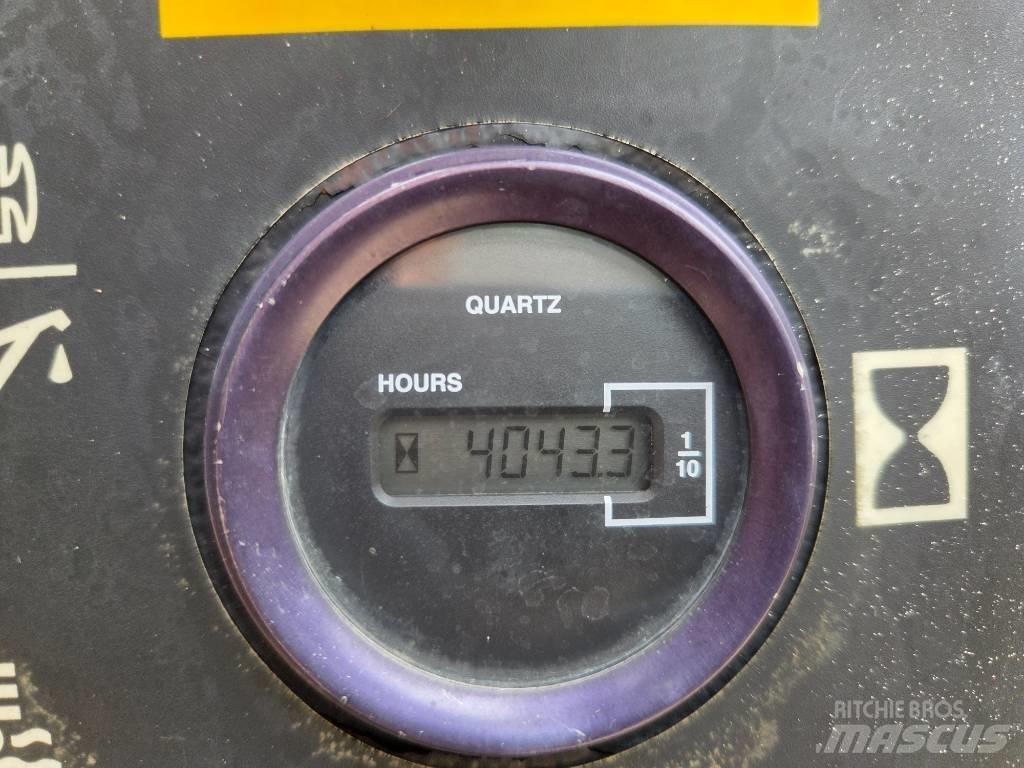 QUARTZ
HOURS
4043.3
1
10
RITCHIE BROS.
MASCUS